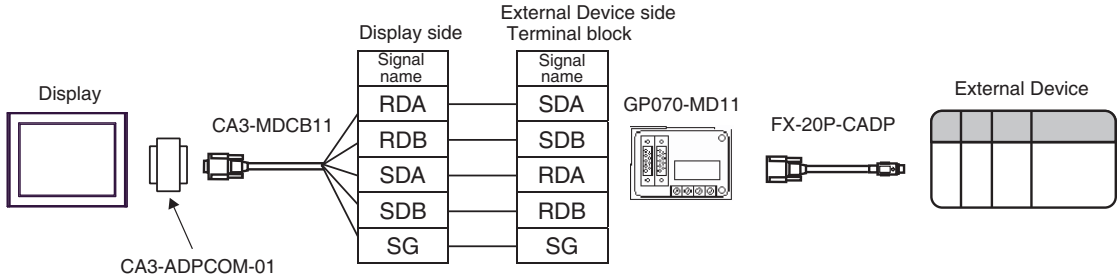 External Device side
Display side
Terminal block
Signal name
Signal name
Display
CA3-MDCB11
RDA
SDA
GP070-MD11
FX-20P-CADP
External Device
RDB
SDB
SDA
RDA
SDB
RDB
SG
SG
CA3-ADPCOM-01